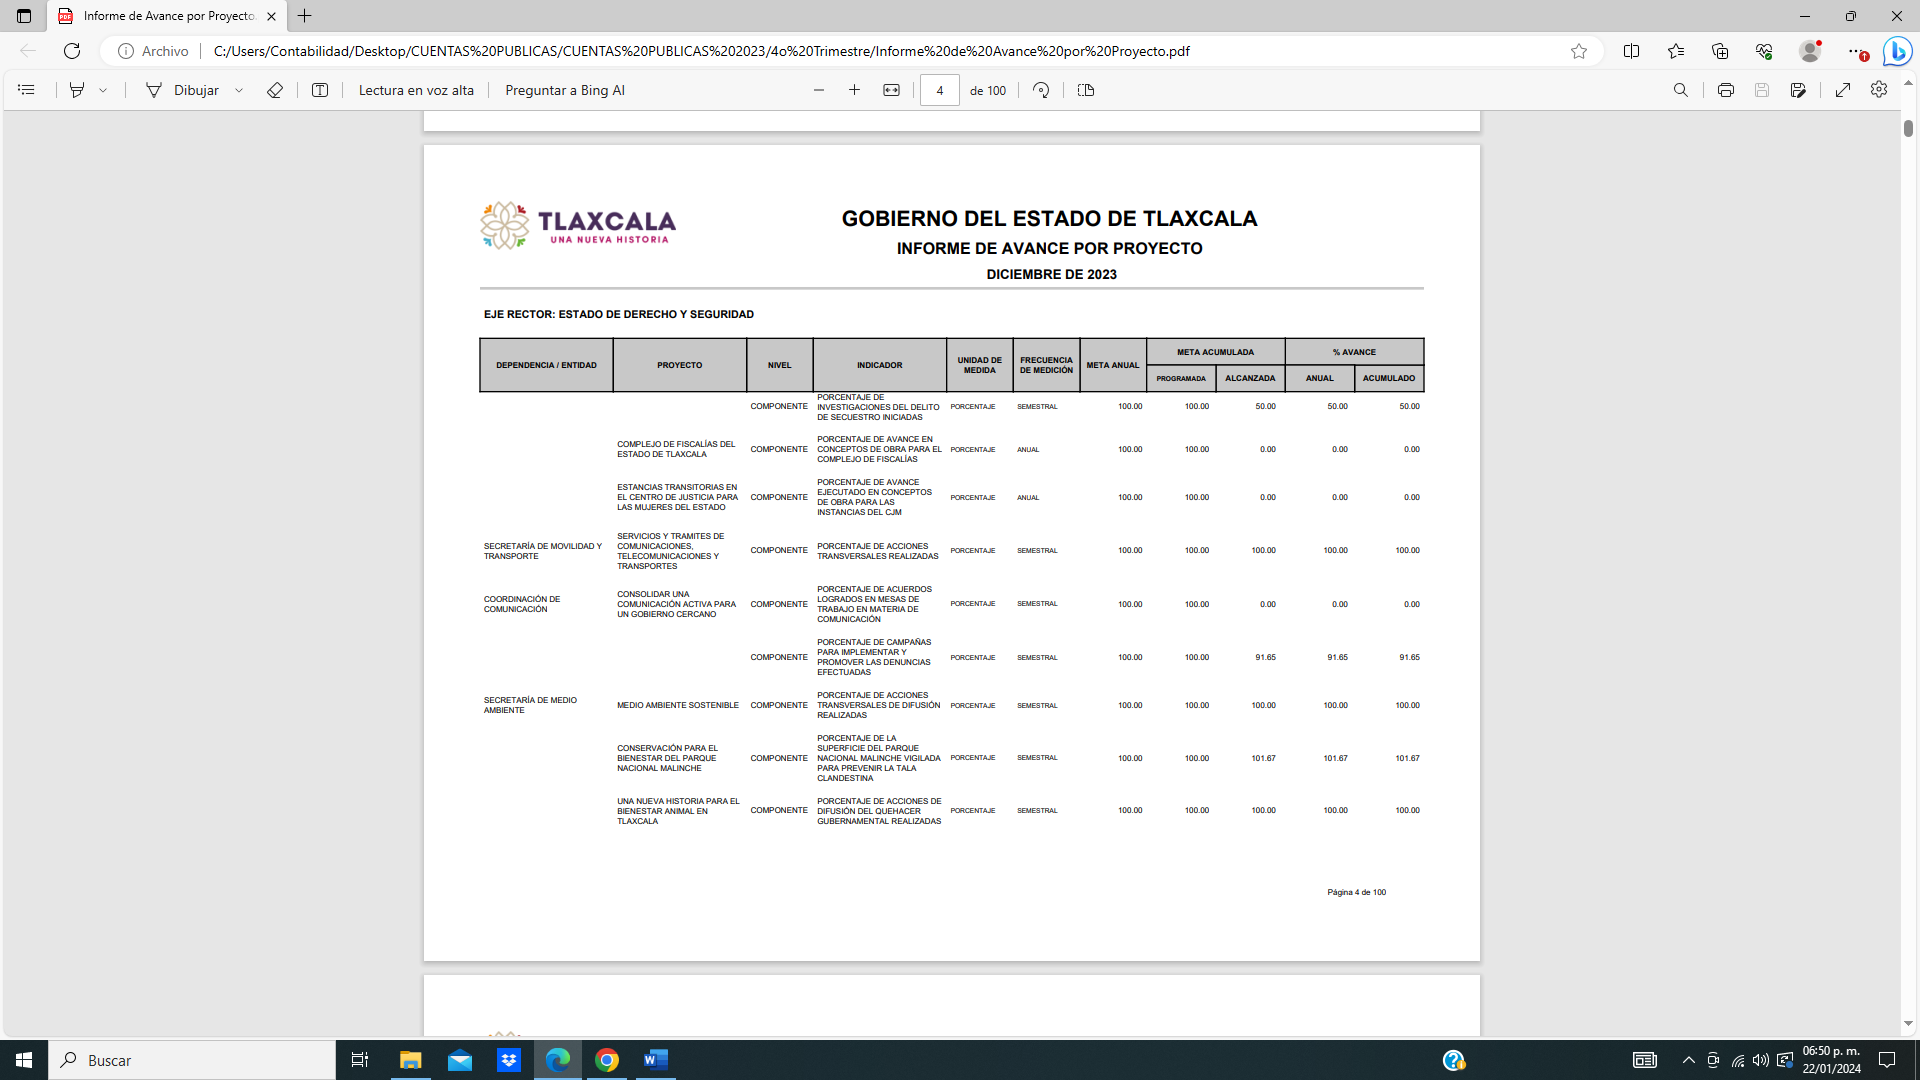 Informe de Avance por Proyecto.
Archivo
C:/Users/Contabilidad/Desktop/CUENTAS%20PUBLICAS/CUENTAS%20PUBLICAS%202023/4o%20Trimestre/Informe%20de%20Avance%20por%20Proyecto.pdf
Dibujar
Lectura en voz alta
Preguntar a Bing AI
4
de 100
TLAXCALA
UNA NUEVA HISTORIA
GOBIERNO DEL ESTADO DE TLAXCALA
INFORME DE AVANCE POR PROYECTO
DICIEMBRE DE 2023
EJE RECTOR: ESTADO DE DERECHO Y SEGURIDAD
DEPENDENCIA / ENTIDAD
PROYECTO
NIVEL
INDICADOR
UNIDAD DE
MEDIDA
FRECUENCIA
DE MEDICIÓN
META ANUAL
META ACUMULADA
PROGRAMADA
ALCANZADA
% AVANCE
ANUAL
ACUMULADO
COMPONENTE
PORCENTAJE DE
INVESTIGACIONES DEL DELITO
DE SECUESTRO INICIADAS
PORCENTAJE
SEMESTRAL
100.00
100.00
50.00
50.00
50.00
COMPLEJO DE FISCALÍAS DEL
ESTADO DE TLAXCALA
COMPONENTE
PORCENTAJE DE AVANCE EN
CONCEPTOS DE OBRA PARA EL
COMPLEJO DE FISCALÍAS
PORCENTAJE
ANUAL
100.00
100.00
0.00
0.00
0.00
ESTANCIAS TRANSITORIAS EN
EL CENTRO DE JUSTICIA PARA
LAS MUJERES DEL ESTADO
COMPONENTE
PORCENTAJE DE AVANCE
EJECUTADO EN CONCEPTOS
DE OBRA PARA LAS
INSTANCIAS DEL CJM
PORCENTAJE
ANUAL
100.00
100.00
0.00
0.00
0.00
SECRETARÍA DE MOVILIDAD Y
TRANSPORTE
SERVICIOS Y TRAMITES DE
COMUNICACIONES,
TELECOMUNICACIONES Y
TRANSPORTES
COMPONENTE
PORCENTAJE DE ACCIONES
TRANSVERSALES REALIZADAS
PORCENTAJE
SEMESTRAL
100.00
100.00
100.00
100.00
100.00
COORDINACIÓN DE
COMUNICACIÓN
CONSOLIDAR UNA
COMUNICACIÓN ACTIVA PARA
UN GOBIERNO CERCANO
COMPONENTE
PORCENTAJE DE ACUERDOS
LOGRADOS EN MESAS DE
TRABAJO EN MATERIA DE
COMUNICACIÓN
PORCENTAJE
SEMESTRAL
100.00
100.00
0.00
0.00
0.00
COMPONENTE
PORCENTAJE DE CAMPAÑAS
PARA IMPLEMENTAR Y
PROMOVER LAS DENUNCIAS
EFECTUADAS
PORCENTAJE
SEMESTRAL
100.00
100.00
91.65
91.65
91.65
SECRETARÍA DE MEDIO
AMBIENTE
MEDIO AMBIENTE SOSTENIBLE
COMPONENTE
PORCENTAJE DE ACCIONES
TRANSVERSALES DE DIFUSIÓN
REALIZADAS
PORCENTAJE
SEMESTRAL
100.00
100.00
100.00
100.00
100.00
CONSERVACIÓN PARA EL
BIENESTAR DEL PARQUE
NACIONAL MALINCHE
COMPONENTE
PORCENTAJE DE LA
SUPERFICIE DEL PARQUE
NACIONAL MALINCHE VIGILADA
PARA PREVENIR LA TALA
CLANDESTINA
PORCENTAJE
SEMESTRAL
100.00
100.00
101.67
101.67
101.67
UNA NUEVA HISTORIA PARA EL
BIENESTAR ANIMAL EN
TLAXCALA
COMPONENTE
PORCENTAJE DE ACCIONES DE
DIFUSIÓN DEL QUEHACER
GUBERNAMENTAL REALIZADAS
PORCENTAJE
SEMESTRAL
100.00
100.00
100.00
100.00
100.00
Página 4 de 100
Buscar
06:50 p. m.
22/01/2024